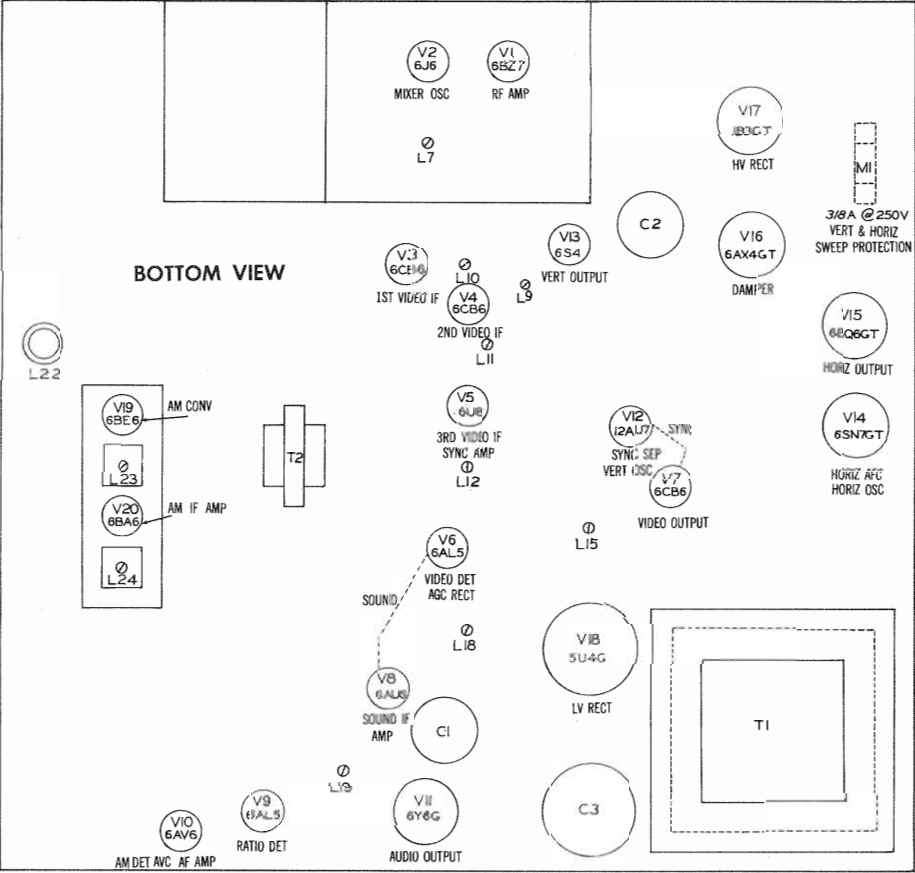 V2
6J6
MIXER OSC
V1
6BZ7
RF AMP
L7
V17
1B3GT
HV RECT
M1
3/8A @ 250V
VERT & HORIZ
SWEEP PROTECTION
C2
V13
6S4
VERT OUTPUT
V16
6AX4GT
DAMPER
BOTTOM VIEW
V3
6CB6
1ST VIDEO IF
L10
L9
V4
6CB6
2ND VIDEO IF
L11
V15
6BQ6GT
HORIZ OUTPUT
L22
V19
6BE6
AM CONV
L23
V20
6BA6
AM IF AMP
L24
T2
V5
6U8
3RD VIDEO IF
SYNC AMP
L12
V12
12AU7
SYNC
SYNC SEP
VERT OSC
V7
6CB6
VIDEO OUTPUT
V14
6SN7GT
HORIZ AFC
HORIZ OSC
L15
V6
6AL5
VIDEO DET
AGC RECT
SOUND
L18
V18
5U4G
LV RECT
V8
6AU6
SOUND IF
AMP
C1
T1
L19
V9
6AL5
RATIO DET
V10
6AV6
AM DET AVC AF AMP
V11
6Y6G
AUDIO OUTPUT
C3